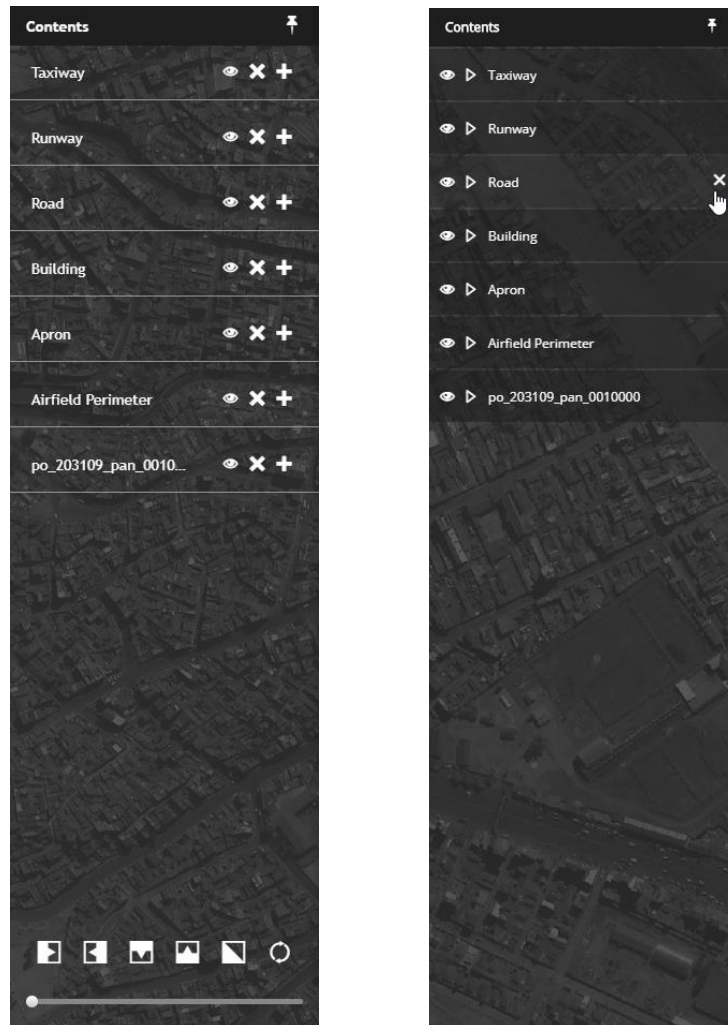 Contents
Taxiway
Runway
Road
Building
Apron
Airfield Perimeter
po_203109_pan_0010...
Contents
Taxiway
Runway
Road
Building
Apron
Airfield Perimeter
po_203109_pan_0010000